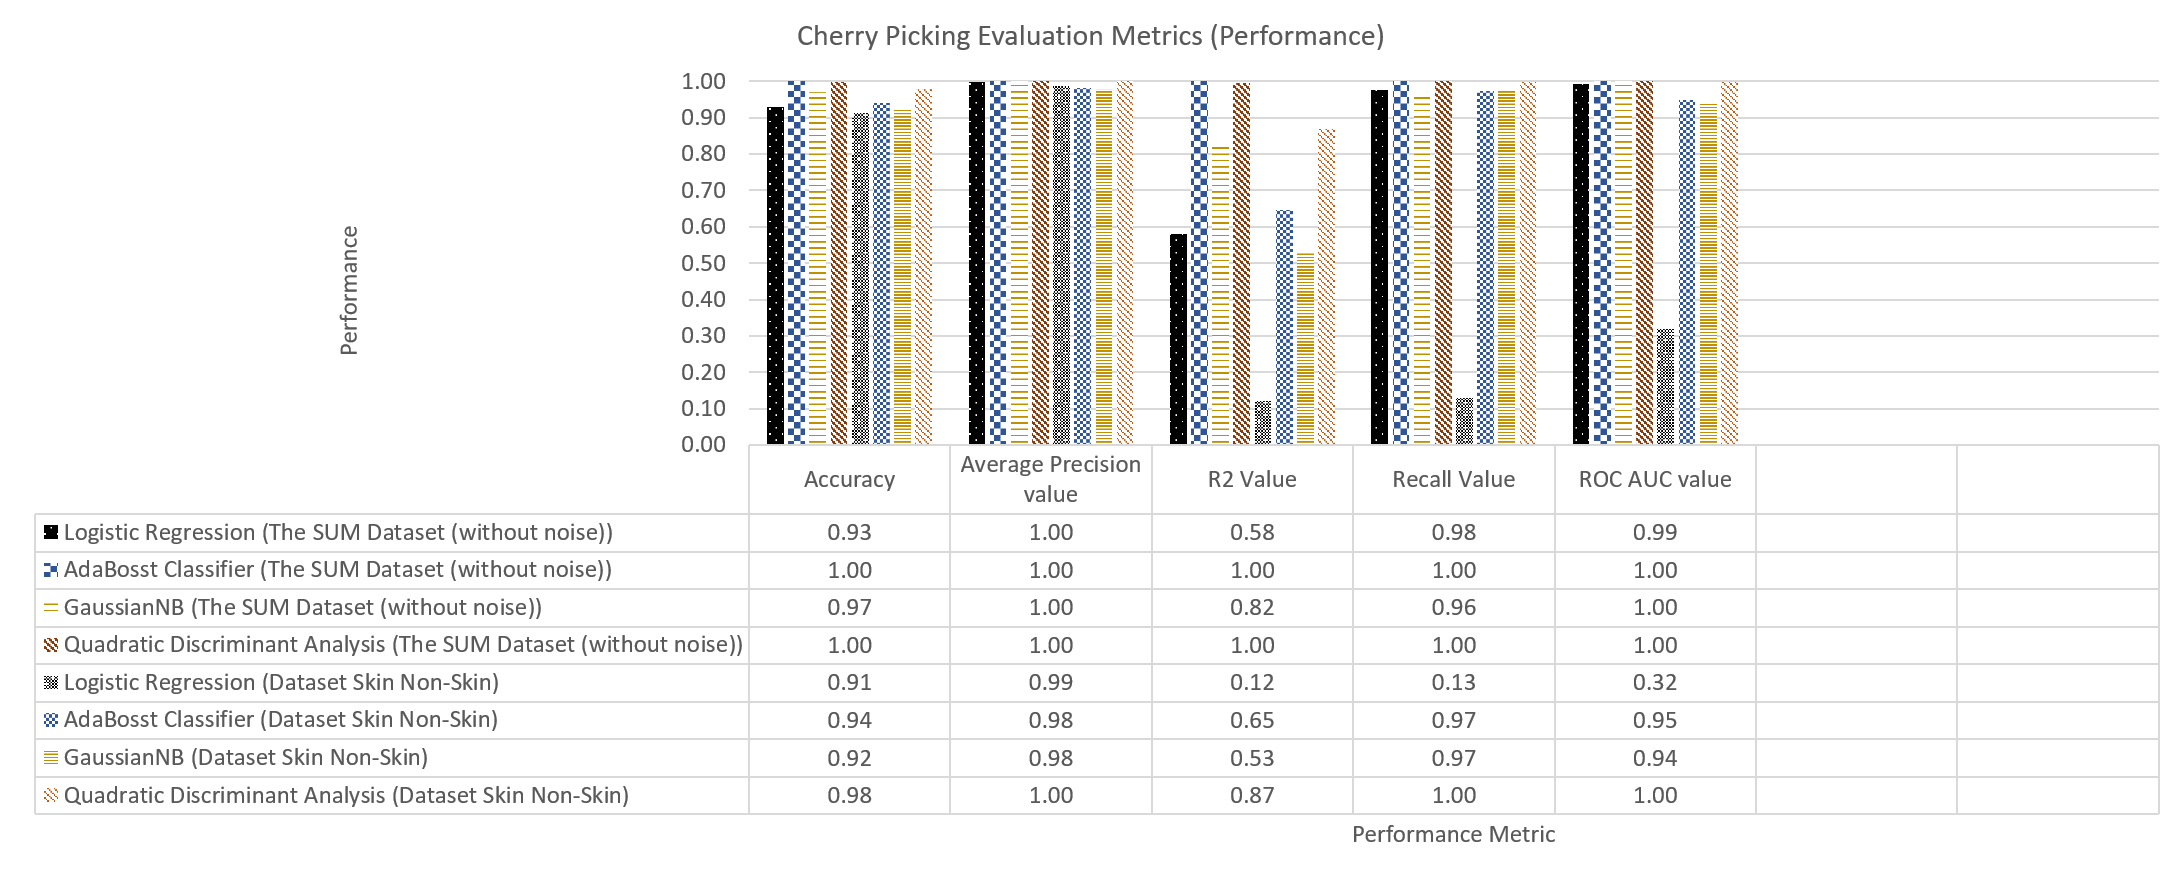 Cherry Picking Evaluation Metrics (Performance)
1.00
0.90
0.80
0.70
0.60
0.50
0.40
0.30
0.20
0.10
0.00
Performance
Accuracy
Average Precision
value
R2 Value
Recall Value
ROC AUC value
Logistic Regression (The SUM Dataset (without noise)) 0.93 1.00 0.58 0.98 0.99
AdaBosst Classifier (The SUM Dataset (without noise)) 1.00 1.00 1.00 1.00 1.00
GaussianNB (The SUM Dataset (without noise)) 0.97 1.00 0.82 0.96 1.00
Quadratic Discriminant Analysis (The SUM Dataset (without noise)) 1.00 1.00 1.00 1.00 1.00
Logistic Regression (Dataset Skin Non-Skin) 0.91 0.99 0.12 0.13 0.32
AdaBosst Classifier (Dataset Skin Non-Skin) 0.94 0.98 0.65 0.97 0.95
GaussianNB (Dataset Skin Non-Skin) 0.92 0.98 0.53 0.97 0.94
Quadratic Discriminant Analysis (Dataset Skin Non-Skin) 0.98 1.00 0.87 1.00 1.00
Performance Metric